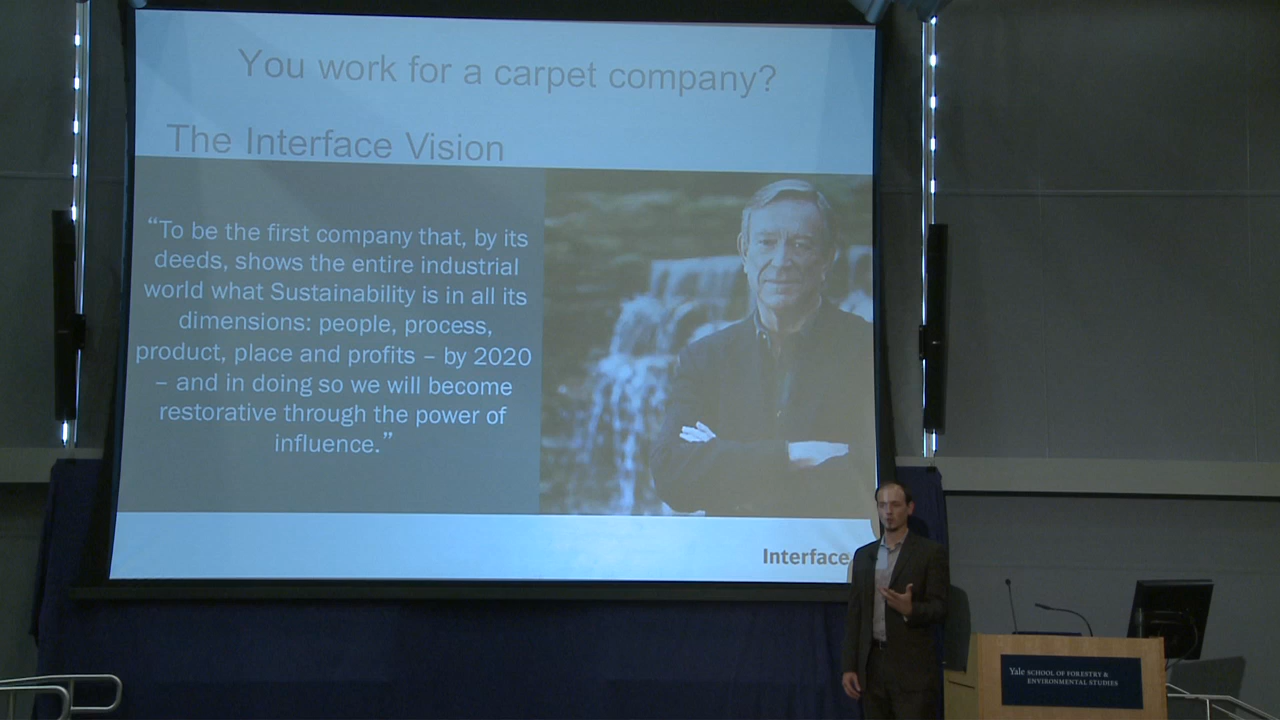 You work for a carpet company?
The Interface Vision
“To be the first company that, by its
deeds, shows the entire industrial
world what Sustainability is in all its
dimensions: people, process,
product, place and profits – by 2020
– and in doing so we will become
restorative through the power of
influence.”
Interface
Yale SCHOOL OF FORESTRY &
ENVIRONMENTAL STUDIES